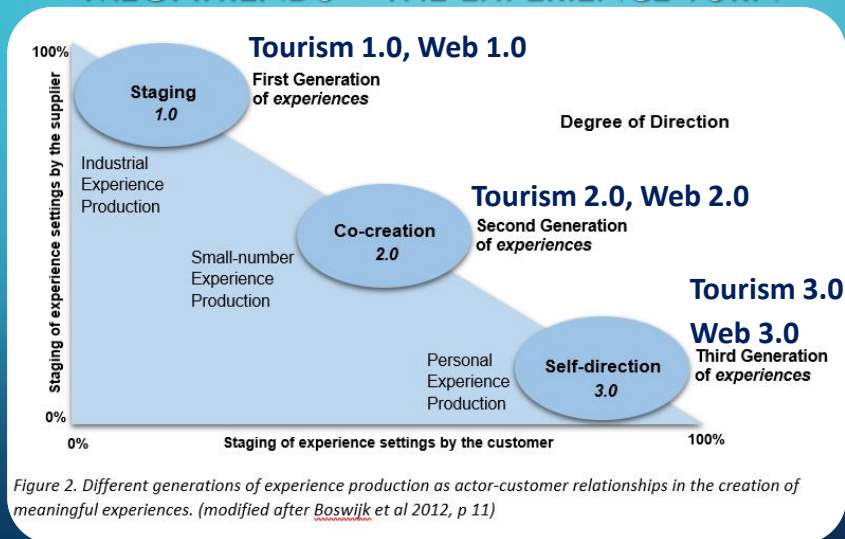 100%
Staging of experience settings by the supplier
0%
Staging
1.0
Tourism 1.0, Web 1.0
First Generation
of experiences
Degree of Direction
Industrial
Experience
Production
Tourism 2.0, Web 2.0
Co-creation
2.0
Second Generation
of experiences
Small-number
Experience
Production
Tourism 3.0
Web 3.0
Third Generation
of experiences
Personal
Experience
Production
Self-direction
3.0
0%
Staging of experience settings by the customer
100%
Figure 2. Different generations of experience production as actor-customer relationships in the creation of
meaningful experiences. (modified after Boswijk et al 2012, p 11)